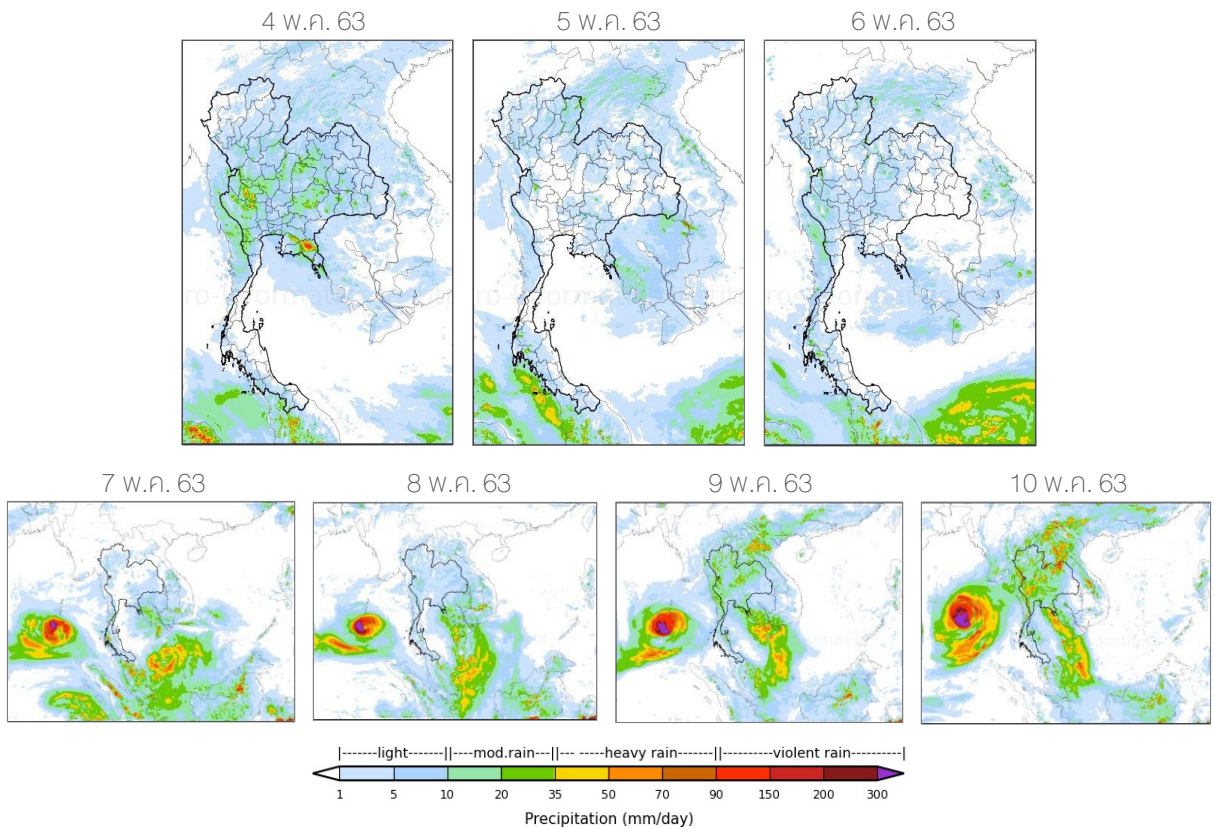 4 พ.ค. 63
5 พ.ค. 63
6 พ.ค. 63
7 พ.ค. 63
8 พ.ค. 63
9 พ.ค. 63
10 พ.ค. 63
|-------light-------||----mod.rain---||--- -----heavy rain-------||----------violent rain----------|
1 5 10 20 35 50 70 90 150 200 300
Precipitation (mm/day)